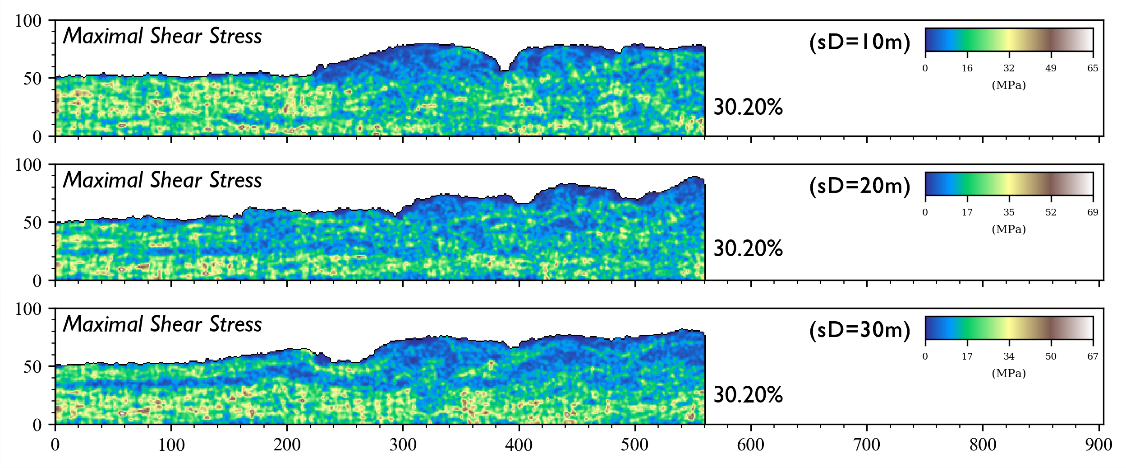 100
50
0
Maximal Shear Stress
(sD=10m)
0 16 32 49 65
(MPa)
30.20%
100
50
0
Maximal Shear Stress
(sD=20m)
0 17 35 52 69
(MPa)
30.20%
100
50
0
Maximal Shear Stress
(sD=30m)
0 17 34 50 67
(MPa)
30.20%
0 100 200 300 400 500 600 700 800 900